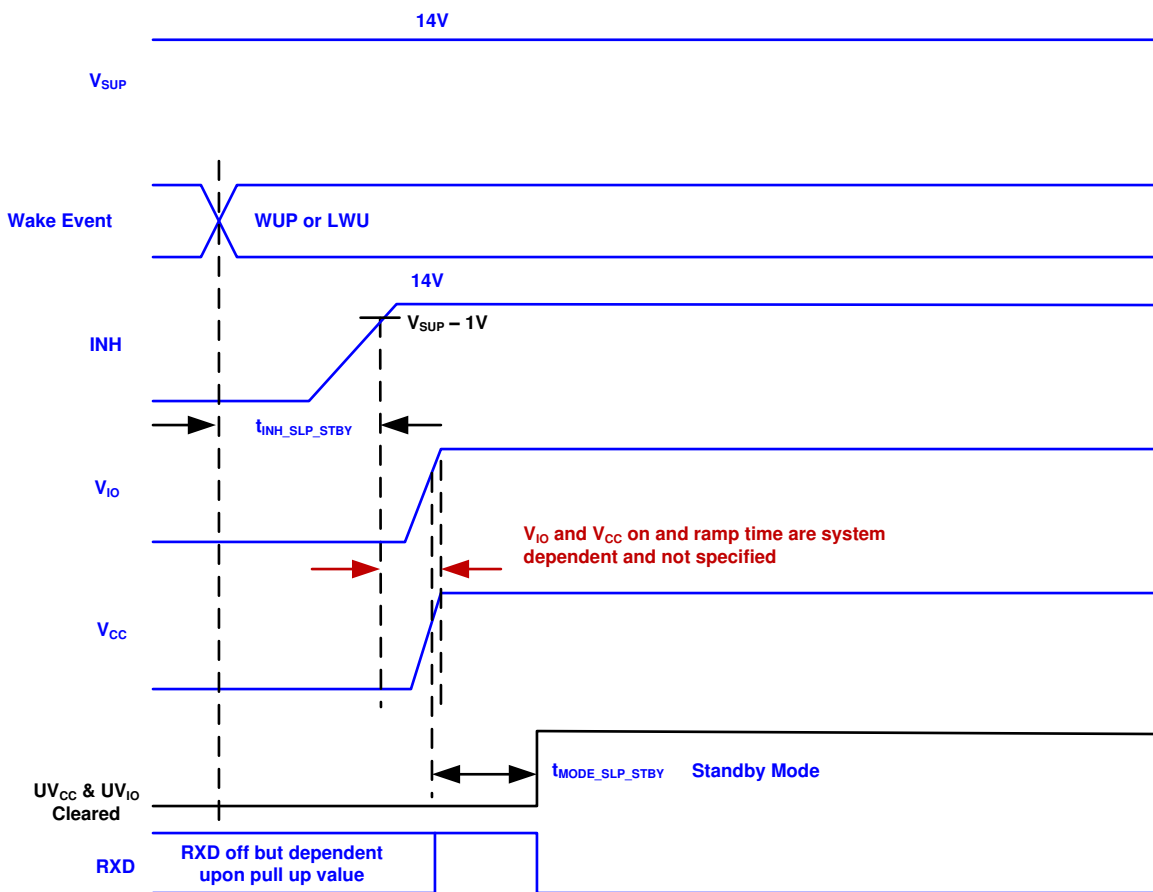 14V
VSUP
Wake Event
WUP or LWU
14V
VSUP – 1V
INH
tINH_SLP_STBY
VIO
VIO and VCC on and ramp time are system
dependent and not specified
VCC
tMODE_SLP_STBY
Standby Mode
UVCC & UVIO
Cleared
RXD off but dependent
upon pull up value
RXD